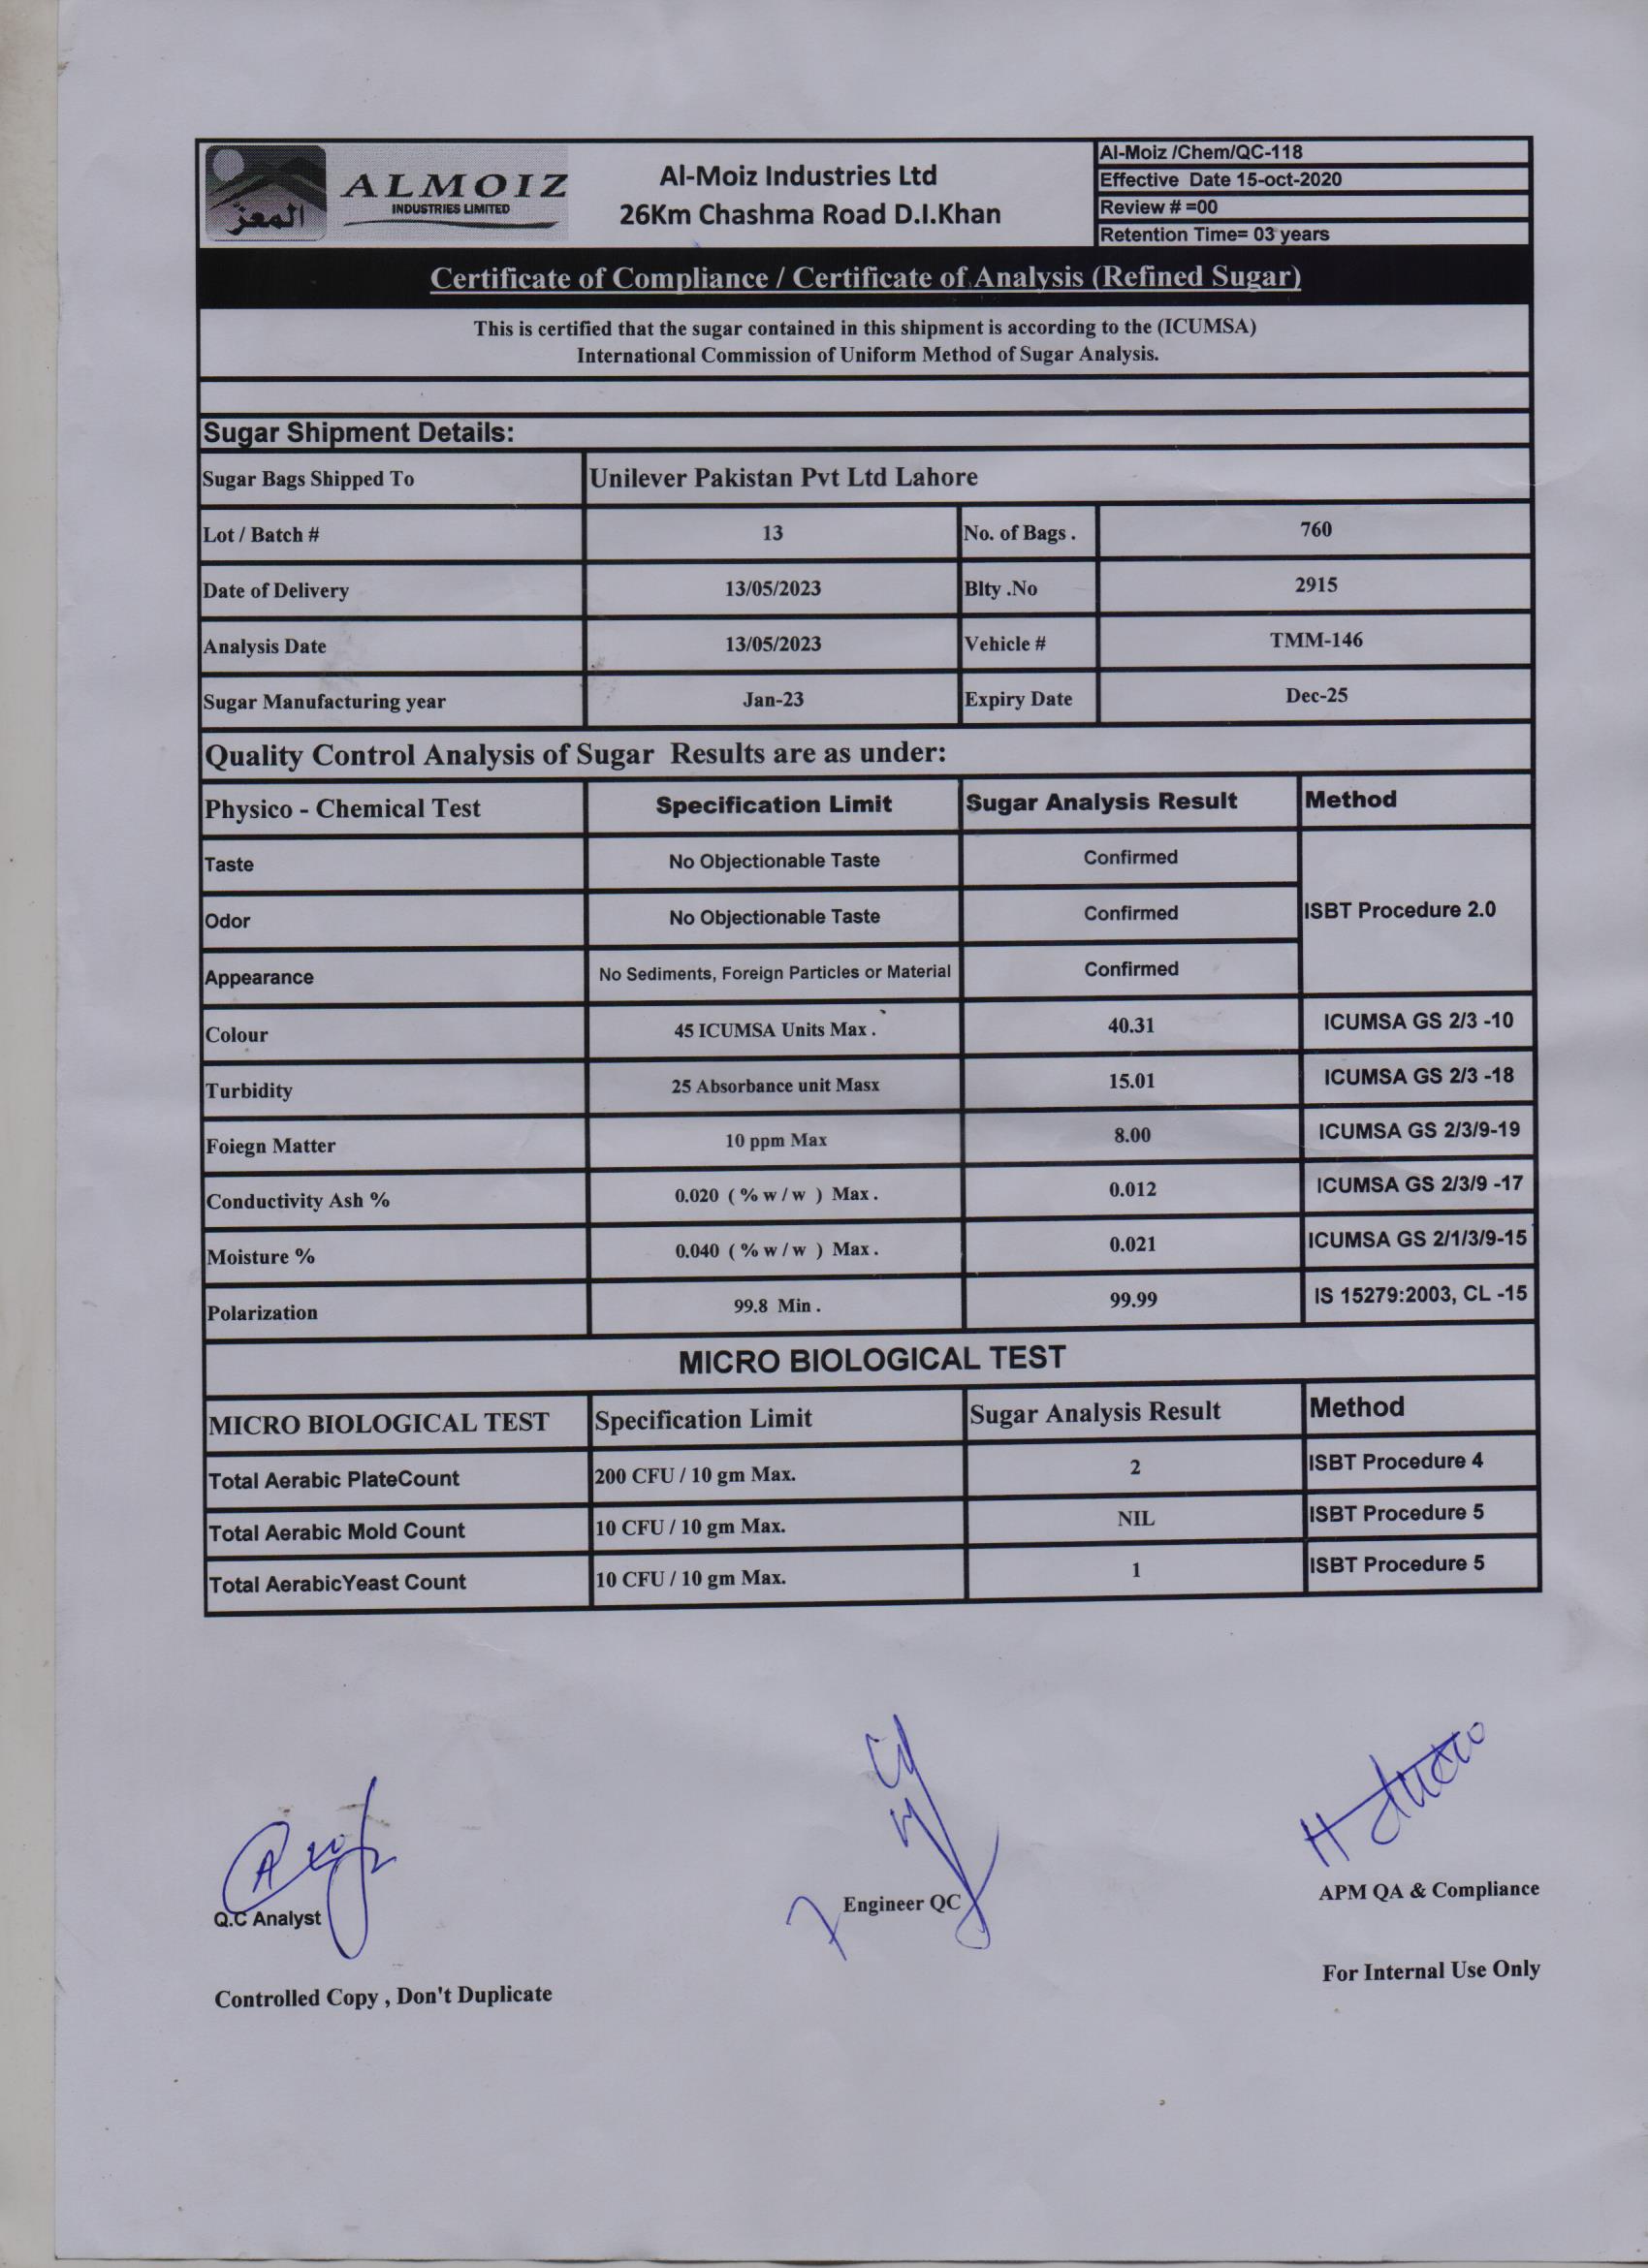 المعز
ALMOIZ
INDUSTRIES LIMITED
Al-Moiz Industries Ltd
26Km Chashma Road D.I.Khan
Al-Moiz /Chem/QC-118
Effective Date 15-oct-2020
Review # =00
Retention Time= 03 years
Certificate of Compliance / Certificate of Analysis (Refined Sugar)
This is certified that the sugar contained in this shipment is according to the (ICUMSA)
International Commission of Uniform Method of Sugar Analysis.
Sugar Shipment Details:
Sugar Bags Shipped To Unilever Pakistan Pvt Ltd Lahore
Lot / Batch # 13 No. of Bags . 760
Date of Delivery 13/05/2023 Blty .No 2915
Analysis Date 13/05/2023 Vehicle # TMM-146
Sugar Manufacturing year Jan-23 Expiry Date Dec-25
Quality Control Analysis of Sugar Results are as under:
Physico - Chemical Test Specification Limit Sugar Analysis Result Method
Taste No Objectionable Taste Confirmed
Odor No Objectionable Taste Confirmed ISBT Procedure 2.0
Appearance No Sediments, Foreign Particles or Material Confirmed
Colour 45 ICUMSA Units Max . 40.31 ICUMSA GS 2/3 -10
Turbidity 25 Absorbance unit Masx 15.01 ICUMSA GS 2/3 -18
Foiegn Matter 10 ppm Max 8.00 ICUMSA GS 2/3/9-19
Conductivity Ash % 0.020 ( % w / w ) Max . 0.012 ICUMSA GS 2/3/9 -17
Moisture % 0.040 ( % w / w ) Max . 0.021 ICUMSA GS 2/1/3/9-15
Polarization 99.8 Min . 99.99 IS 15279:2003, CL -15
MICRO BIOLOGICAL TEST
MICRO BIOLOGICAL TEST Specification Limit Sugar Analysis Result Method
Total Aerabic PlateCount 200 CFU / 10 gm Max. 2 ISBT Procedure 4
Total Aerabic Mold Count 10 CFU / 10 gm Max. NIL ISBT Procedure 5
Total AerabicYeast Count 10 CFU / 10 gm Max. 1 ISBT Procedure 5
Q.C Analyst Engineer QC APM QA & Compliance
Controlled Copy , Don't Duplicate For Internal Use Only